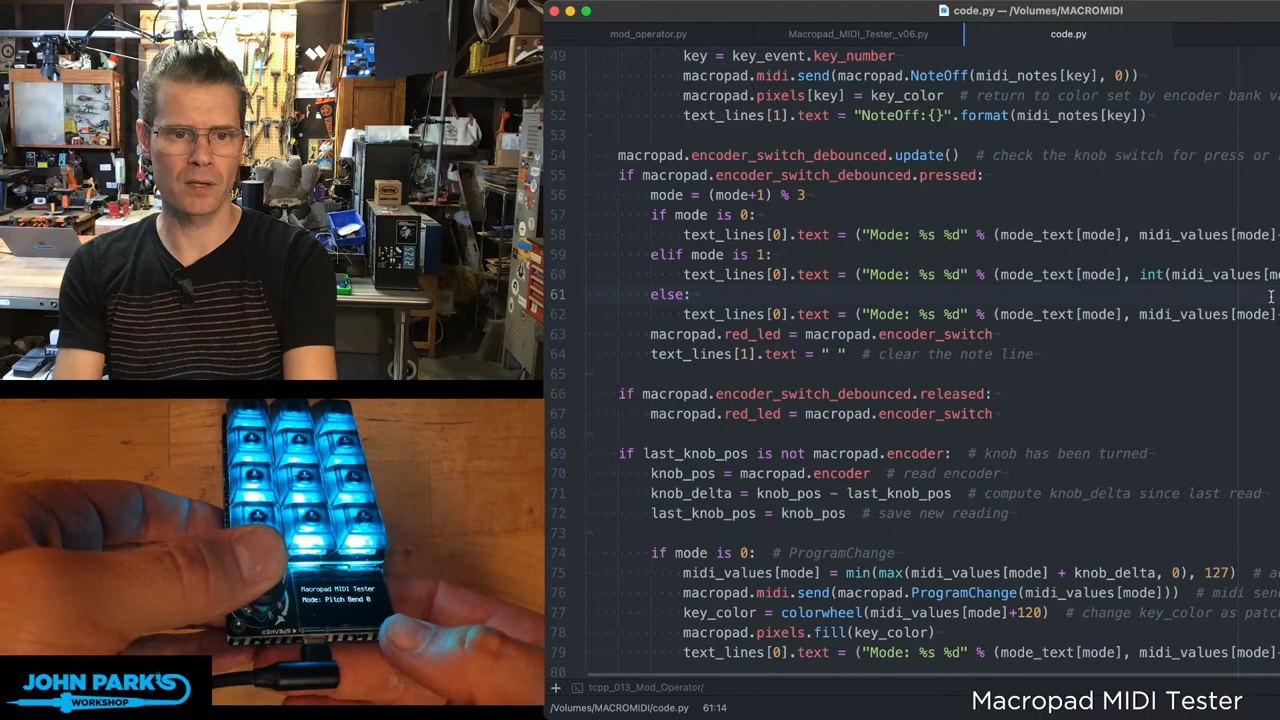 code.py — /Volumes/MACROMIDI
mod_operator.py
Macropad_MIDI_Tester_v06.py
code.py
49 key = key_event.key_number
50 macropad.midi.send(macropad.NoteOff(midi_notes[key], 0))
51 macropad.pixels[key] = key_color # return to color set by encoder bank va
52 text_lines[1].text = "NoteOff:{}".format(midi_notes[key])
53
54 macropad.encoder_switch_debounced.update() # check the knob switch for press or
55 if macropad.encoder_switch_debounced.pressed:
56 mode = (mode+1) % 3
57 if mode is 0:
58 text_lines[0].text = ("Mode: %s %d" % (mode_text[mode], midi_values[mode]
59 elif mode is 1:
60 text_lines[0].text = ("Mode: %s %d" % (mode_text[mode], int(midi_values[mo
61 else:
62 text_lines[0].text = ("Mode: %s %d" % (mode_text[mode], midi_values[mode]
63 macropad.red_led = macropad.encoder_switch
64 text_lines[1].text = " " # clear the note line
65
66 if macropad.encoder_switch_debounced.released:
67 macropad.red_led = macropad.encoder_switch
68
69 if last_knob_pos is not macropad.encoder: # knob has been turned
70 knob_pos = macropad.encoder # read encoder
71 knob_delta = knob_pos - last_knob_pos # compute knob_delta since last read
72 last_knob_pos = knob_pos # save new reading
73
74 if mode is 0: # ProgramChange
75 midi_values[mode] = min(max(midi_values[mode] + knob_delta, 0), 127) # a
76 macropad.midi.send(macropad.ProgramChange(midi_values[mode])) # midi sen
77 key_color = colorwheel(midi_values[mode]+120) # change key_color as patc
78 macropad.pixels.fill(key_color)
79 text_lines[0].text = ("Mode: %s %d" % (mode_text[mode], midi_values[mode]
80
tcpp_013_Mod_Operator/
/Volumes/MACROMIDI/code.py 61:14
Macropad MIDI Tester
Mode: Pitch Bend 0
SPEAKER
JOHN PARK'S
WORKSHOP
Macropad MIDI Tester